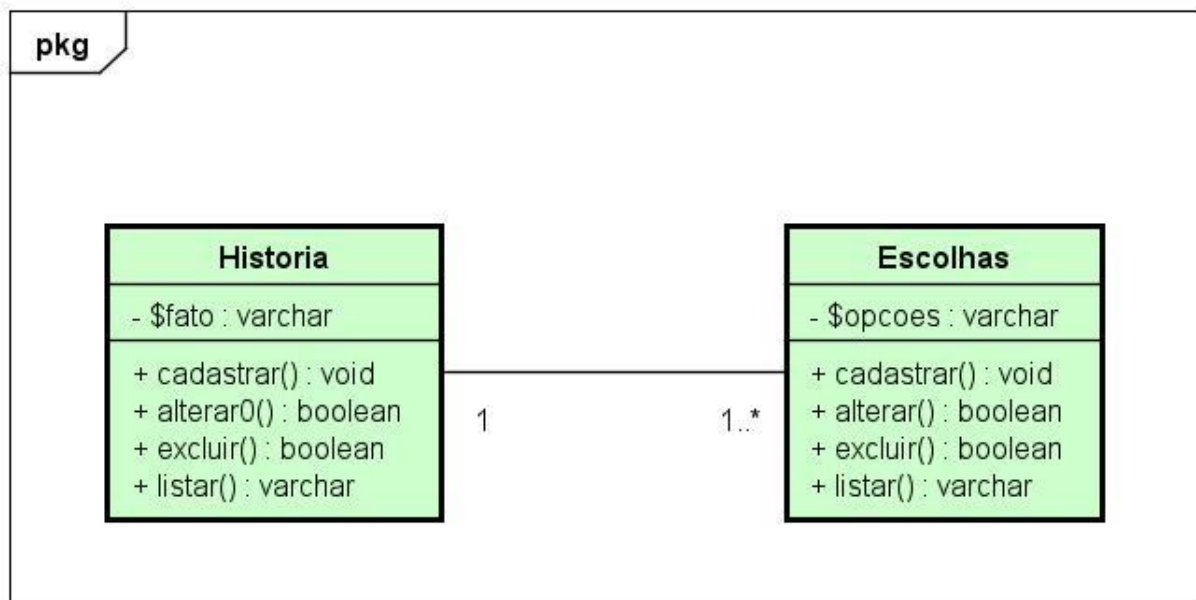 pkg
Historia
- $fato : varchar
+ cadastrar() : void
+ alterar0() : boolean
+ excluir() : boolean
+ listar() : varchar
1
1..*
Escolhas
- $opcoes : varchar
+ cadastrar() : void
+ alterar() : boolean
+ excluir() : boolean
+ listar() : varchar